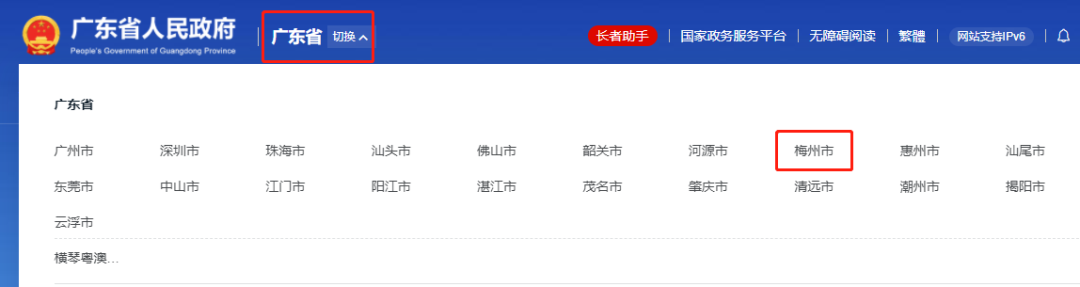 广东省人民政府 广东省 切换 长者助手 国家政务服务平台 无障碍阅读 繁體 网站支持IPv6
People's Government of Guangdong Province
广东省
广州市 深圳市 珠海市 汕头市 佛山市 韶关市 河源市 梅州市 惠州市 汕尾市
东莞市 中山市 江门市 阳江市 湛江市 茂名市 肇庆市 清远市 潮州市 揭阳市
云浮市
横琴粤澳...